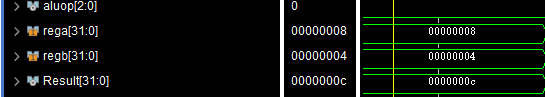 aluop[2:0] 0
rega[31:0] 00000008 00000008
regb[31:0] 00000004 00000004
Result[31:0] 0000000c 0000000c